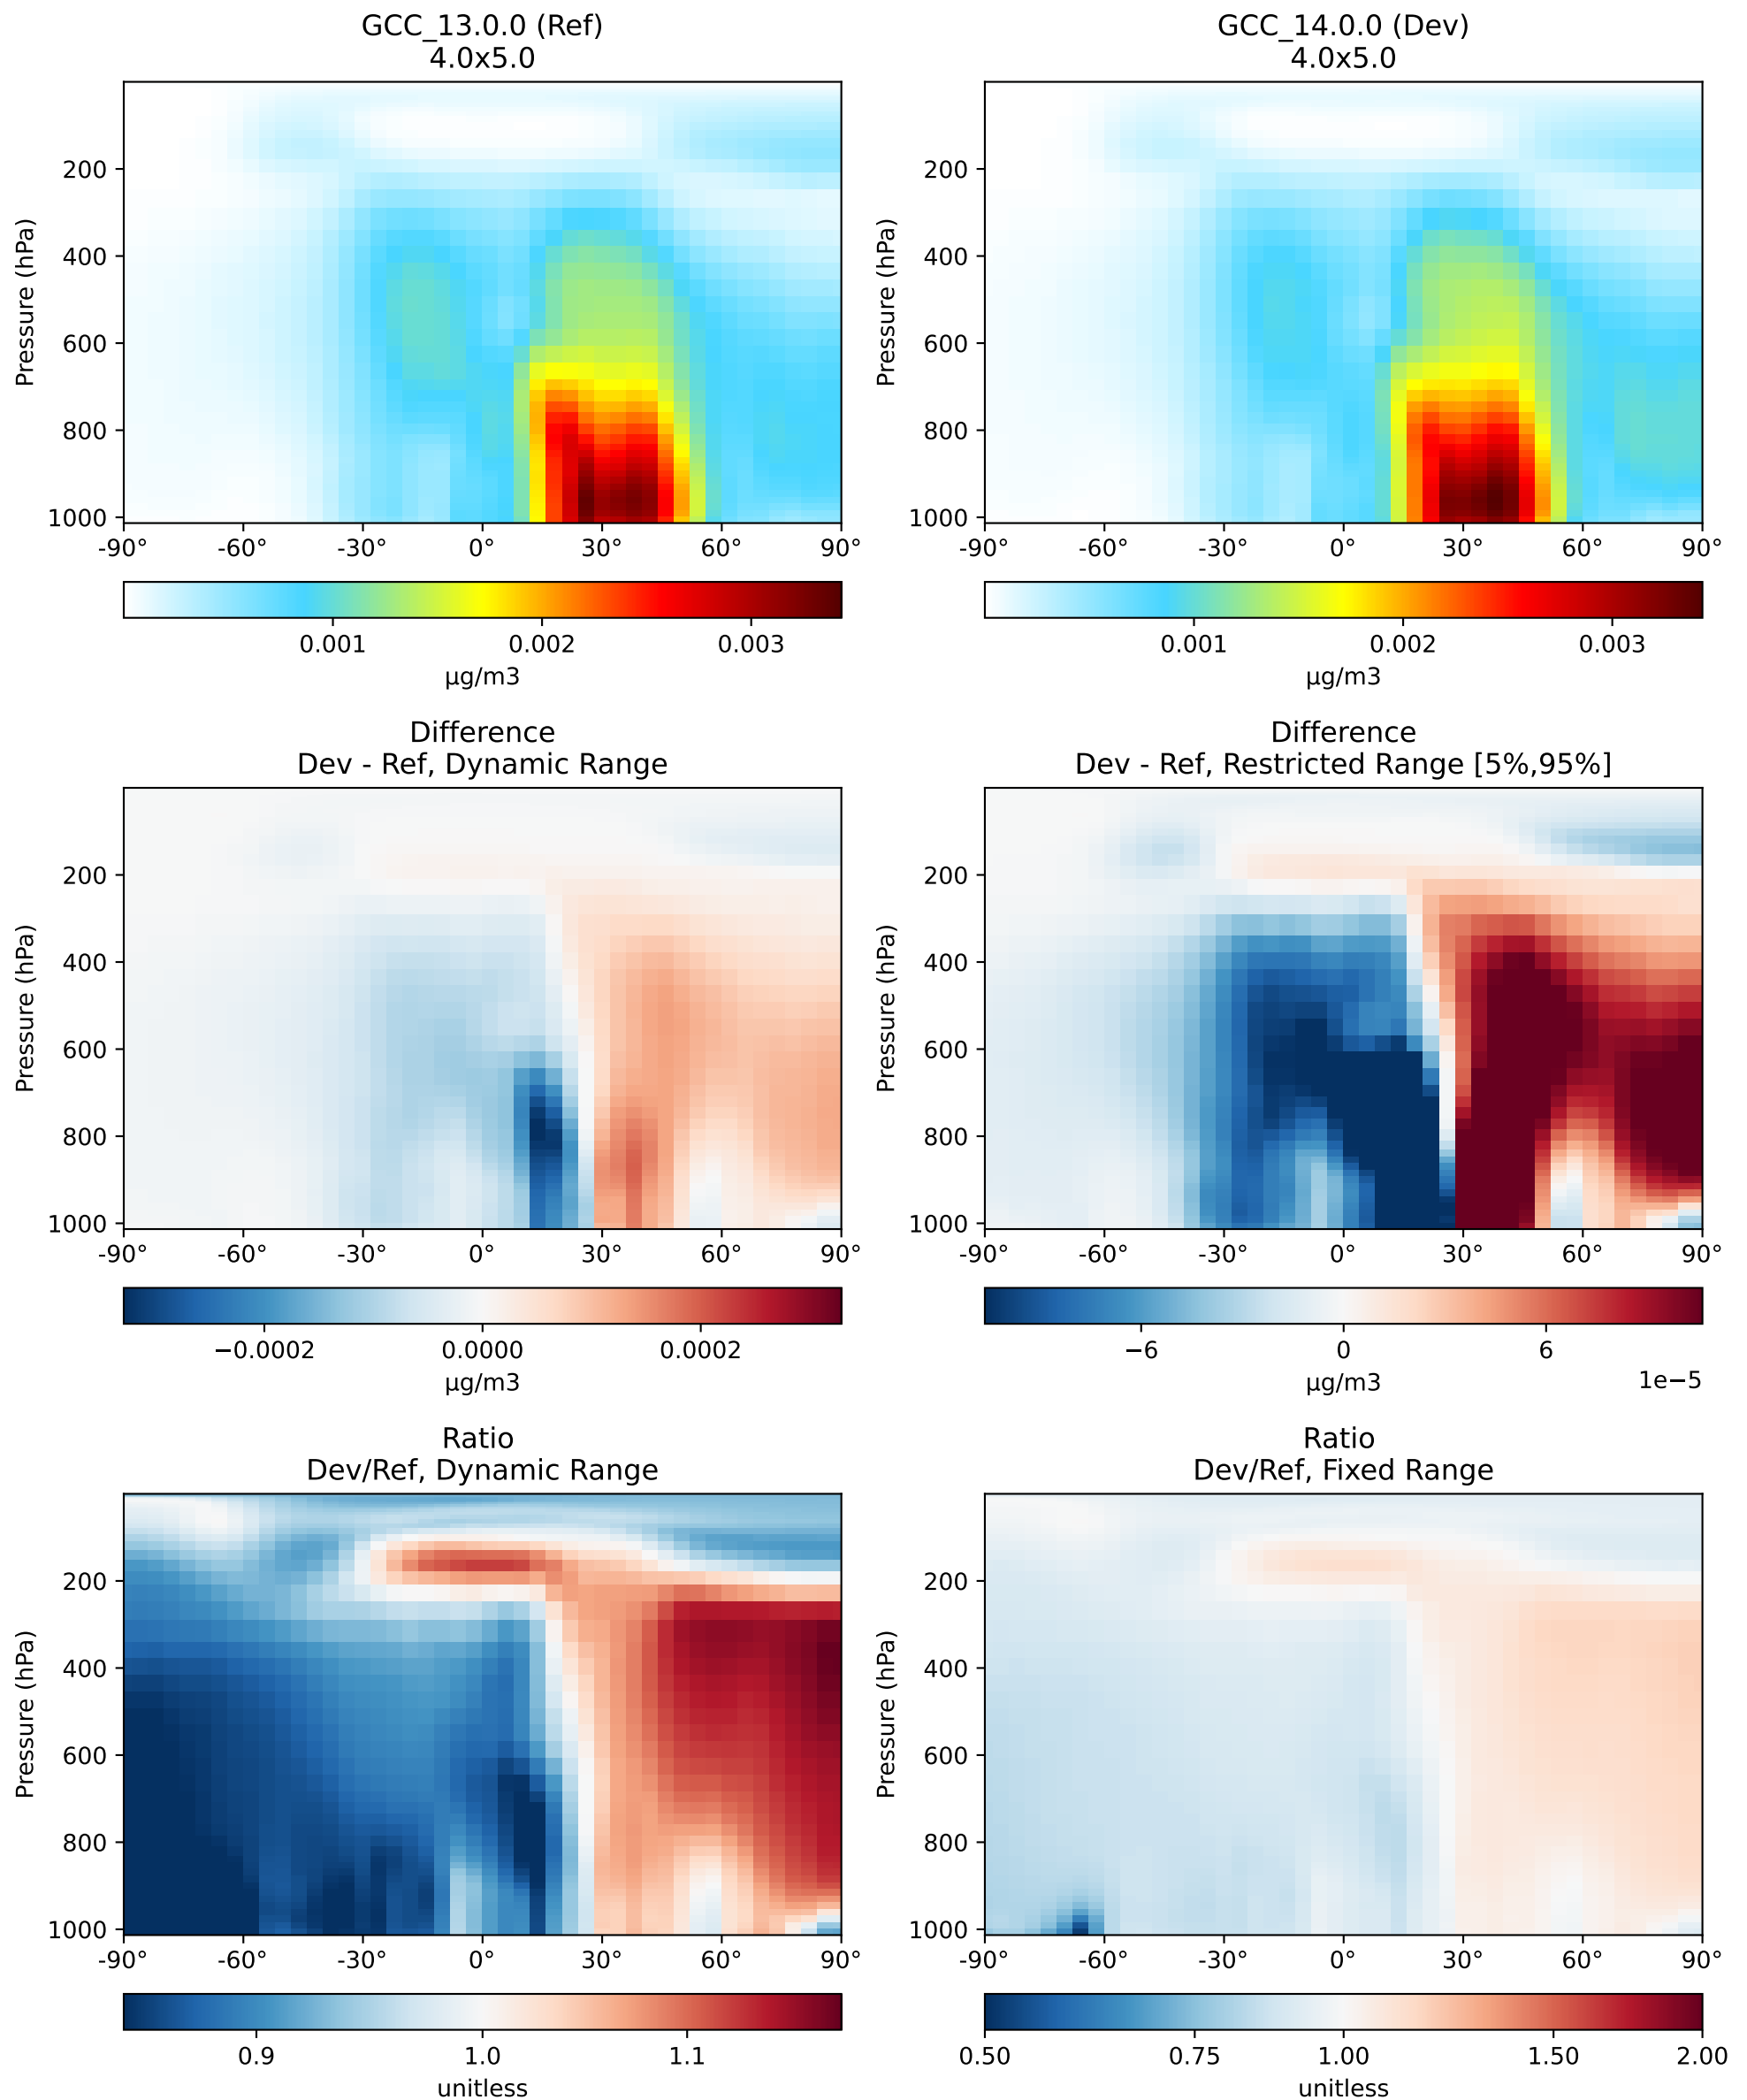 GCC_13.0.0 (Ref)
4.0x5.0
Pressure (hPa)
200
400
600
800
1000
-90° -60° -30° 0° 30° 60° 90°
0.001 0.002 0.003
µg/m3
GCC_14.0.0 (Dev)
4.0x5.0
Pressure (hPa)
200
400
600
800
1000
-90° -60° -30° 0° 30° 60° 90°
0.001 0.002 0.003
µg/m3
Difference
Dev - Ref, Dynamic Range
Pressure (hPa)
200
400
600
800
1000
-90° -60° -30° 0° 30° 60° 90°
−0.0002 0.0000 0.0002
µg/m3
Difference
Dev - Ref, Restricted Range [5%,95%]
Pressure (hPa)
200
400
600
800
1000
-90° -60° -30° 0° 30° 60° 90°
−6 0 6
1e−5
µg/m3
Ratio
Dev/Ref, Dynamic Range
Pressure (hPa)
200
400
600
800
1000
-90° -60° -30° 0° 30° 60° 90°
0.9 1.0 1.1
unitless
Ratio
Dev/Ref, Fixed Range
Pressure (hPa)
200
400
600
800
1000
-90° -60° -30° 0° 30° 60° 90°
0.50 0.75 1.00 1.50 2.00
unitless